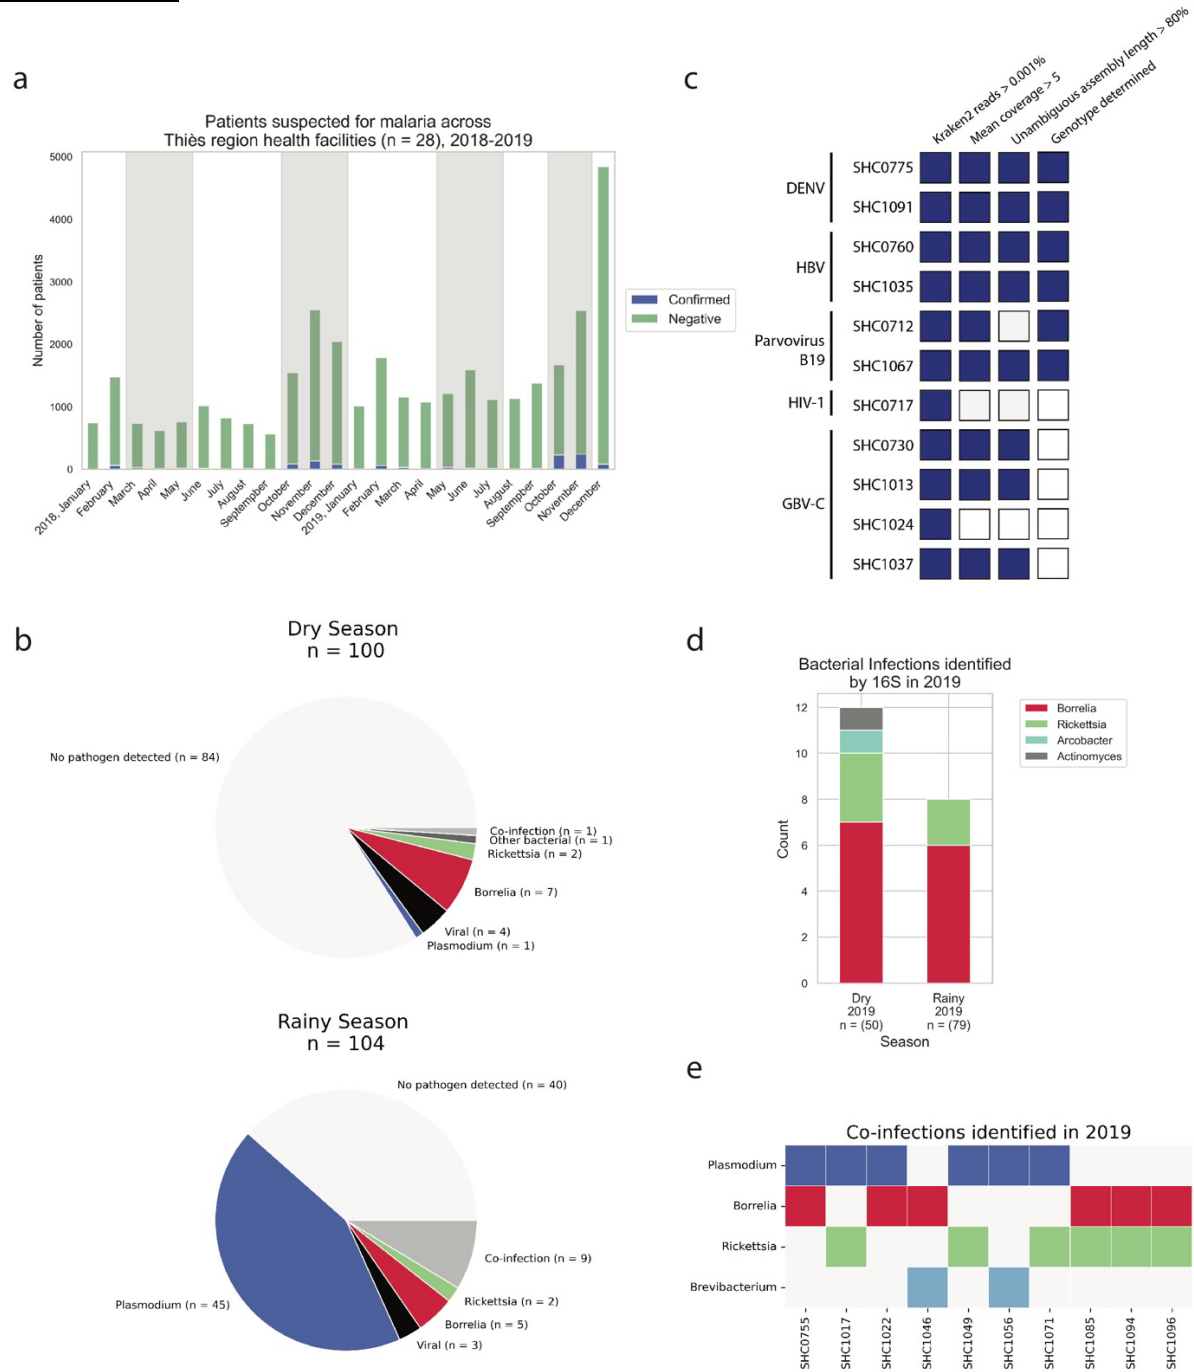 a
Patients suspected for malaria across
Thiès region health facilities (n = 28), 2018-2019
Number of patients
5000
4000
3000
2000
1000
0
2018, January
February
March
April
May
June
July
August
Septempber
October
November
December
2019, January
February
March
April
May
June
July
August
September
October
November
December
Confirmed
Negative
c
Kraken2 reads > 0.001%
Mean coverage > 5
Unambiguous assembly length > 80%
Genotype determined
DENV
SHC0775
SHC1091
HBV
SHC0760
SHC1035
Parvovirus
B19
SHC0712
SHC1067
HIV-1
SHC0717
GBV-C
SHC0730
SHC1013
SHC1024
SHC1037
b
Dry Season
n = 100
No pathogen detected (n = 84)
Co-infection (n = 1)
Other bacterial (n = 1)
Rickettsia (n = 2)
Borrelia (n = 7)
Viral (n = 4)
Plasmodium (n = 1)
Rainy Season
n = 104
No pathogen detected (n = 40)
Co-infection (n = 9)
Rickettsia (n = 2)
Borrelia (n = 5)
Viral (n = 3)
Plasmodium (n = 45)
d
Bacterial Infections identified
by 16S in 2019
Count
12
10
8
6
4
2
0
Dry
2019
n = (50)
Rainy
2019
n = (79)
Season
Borrelia
Rickettsia
Arcobacter
Actinomyces
e
Co-infections identified in 2019
Plasmodium
Borrelia
Rickettsia
Brevibacterium
SHC0755
SHC1017
SHC1022
SHC1046
SHC1049
SHC1056
SHC1071
SHC1085
SHC1094
SHC1096